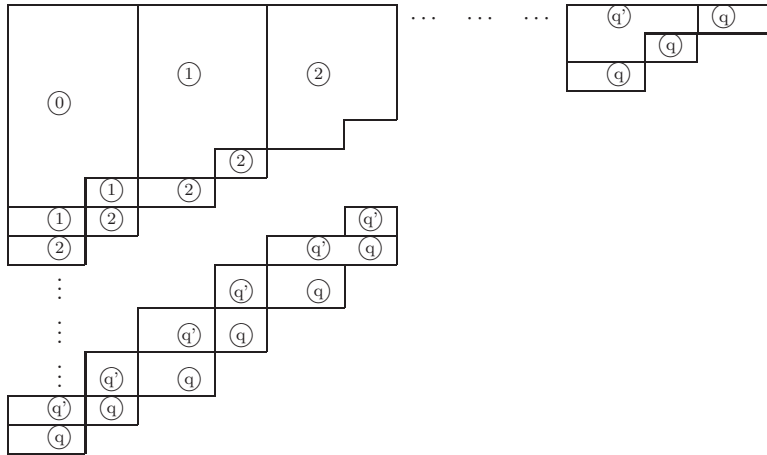 ... ... ... q' q
q
0 1 2 q
2
1 2
1 2 q'
2 q' q
q' q
q' q
q' q
q' q
q